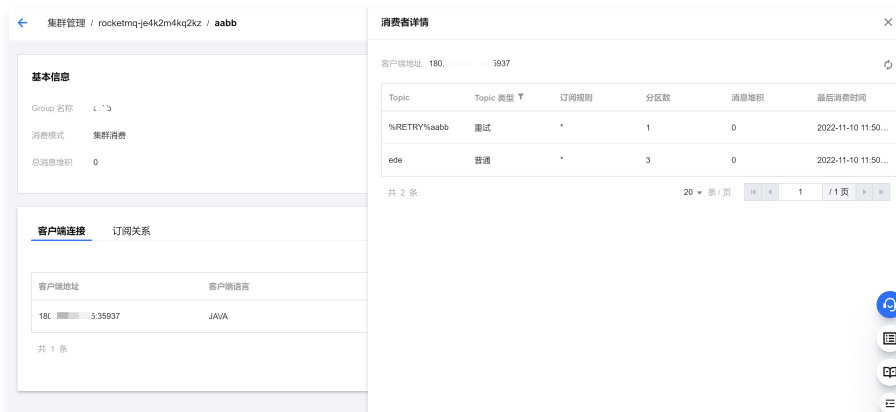 集群管理 / rocketmq-je4k2m4kq2kz / aabb
基本信息
Group 名称
消费模式 集群消费
总消息堆积 0
客户端连接 订阅关系
客户端地址 客户端语言
180. 5:35937 JAVA
共 1 条
消费者详情
客户端地址 180. 5937
Topic Topic 类型 订阅规则 分区数 消息堆积 最后消费时间
%RETRY%aabb 重试 * 1 0 2022-11-10 11:50...
ede 普通 * 3 0 2022-11-10 11:50...
共 2 条 20 条 / 页 1 / 1 页